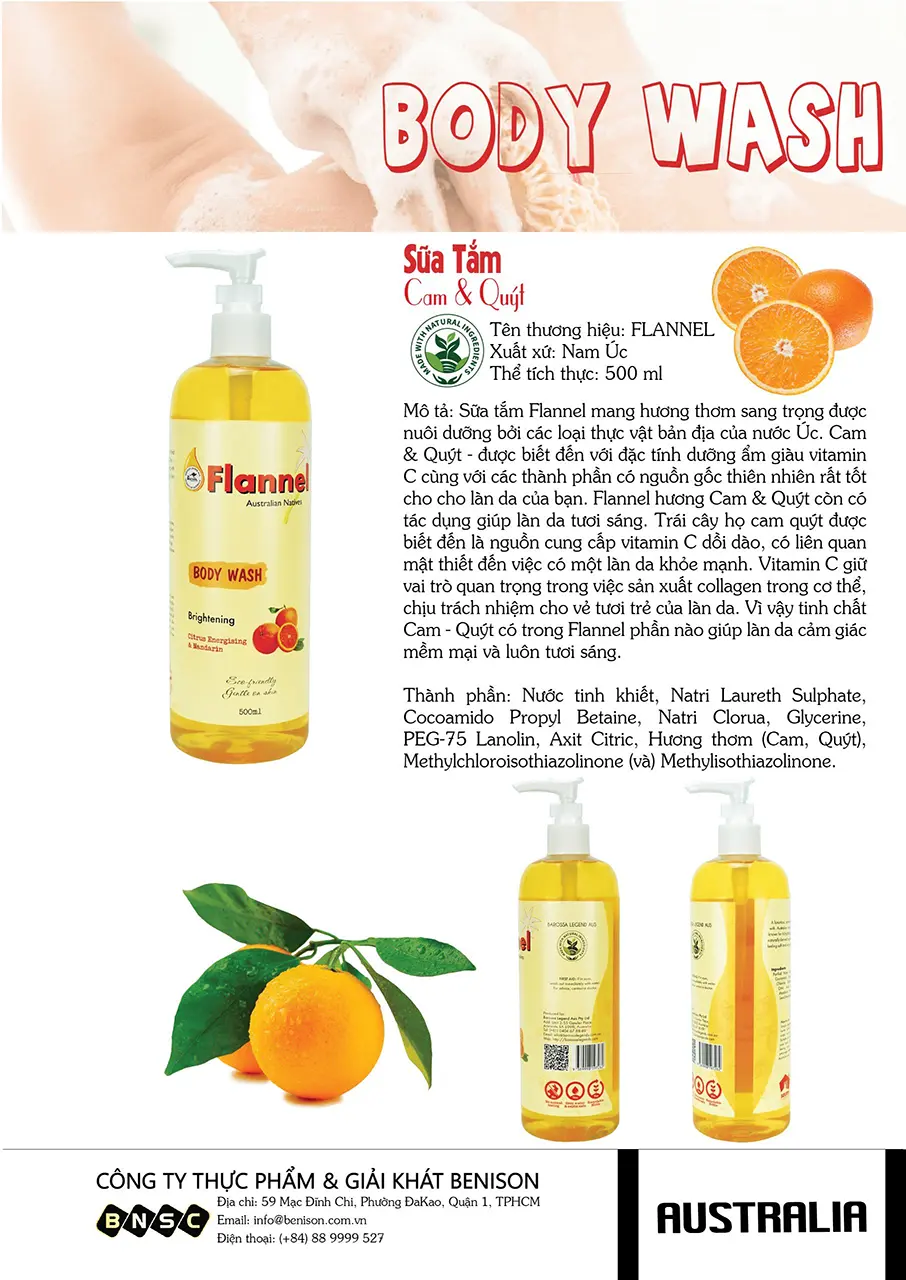 BODY WASH
Sữa Tắm
Cam & Quýt
MADE WITH NATURAL INGREDIENTS
Tên thương hiệu: FLANNEL
Xuất xứ: Nam Úc
Thể tích thực: 500 ml
Mô tả: Sữa tắm Flannel mang hương thơm sang trọng được
nuôi dưỡng bởi các loại thực vật bản địa của nước Úc. Cam
& Quýt - được biết đến với đặc tính dưỡng ẩm giàu vitamin
C cùng với các thành phần có nguồn gốc thiên nhiên rất tốt
cho cho làn da của bạn. Flannel hương Cam & Quýt còn có
tác dụng giúp làn da tươi sáng. Trái cây họ cam quýt được
biết đến là nguồn cung cấp vitamin C dồi dào, có liên quan
mật thiết đến việc có một làn da khỏe mạnh. Vitamin C giữ
vai trò quan trọng trong việc sản xuất collagen trong cơ thể,
chịu trách nhiệm cho vẻ tươi trẻ của làn da. Vì vậy tinh chất
Cam - Quýt có trong Flannel phần nào giúp làn da cảm giác
mềm mại và luôn tươi sáng.
Thành phần: Nước tinh khiết, Natri Laureth Sulphate,
Cocoamido Propyl Betaine, Natri Clorua, Glycerine,
PEG-75 Lanolin, Axit Citric, Hương thơm (Cam, Quýt),
Methylchloroisothiazolinone (và) Methylisothiazolinone.
Flannel
Australian Natives
BODY WASH
Brightening
Citrus Energising
& Mandarin
Eco-friendly
Gentle on skin
500ml
BAROSSA LEGEND AUS
CÔNG TY THỰC PHẨM & GIẢI KHÁT BENISON
BNSC
Địa chỉ: 59 Mạc Đĩnh Chi, Phường ĐaKao, Quận 1, TPHCM
Email: info@benison.com.vn
Điện thoại: (+84) 88 9999 527
AUSTRALIA